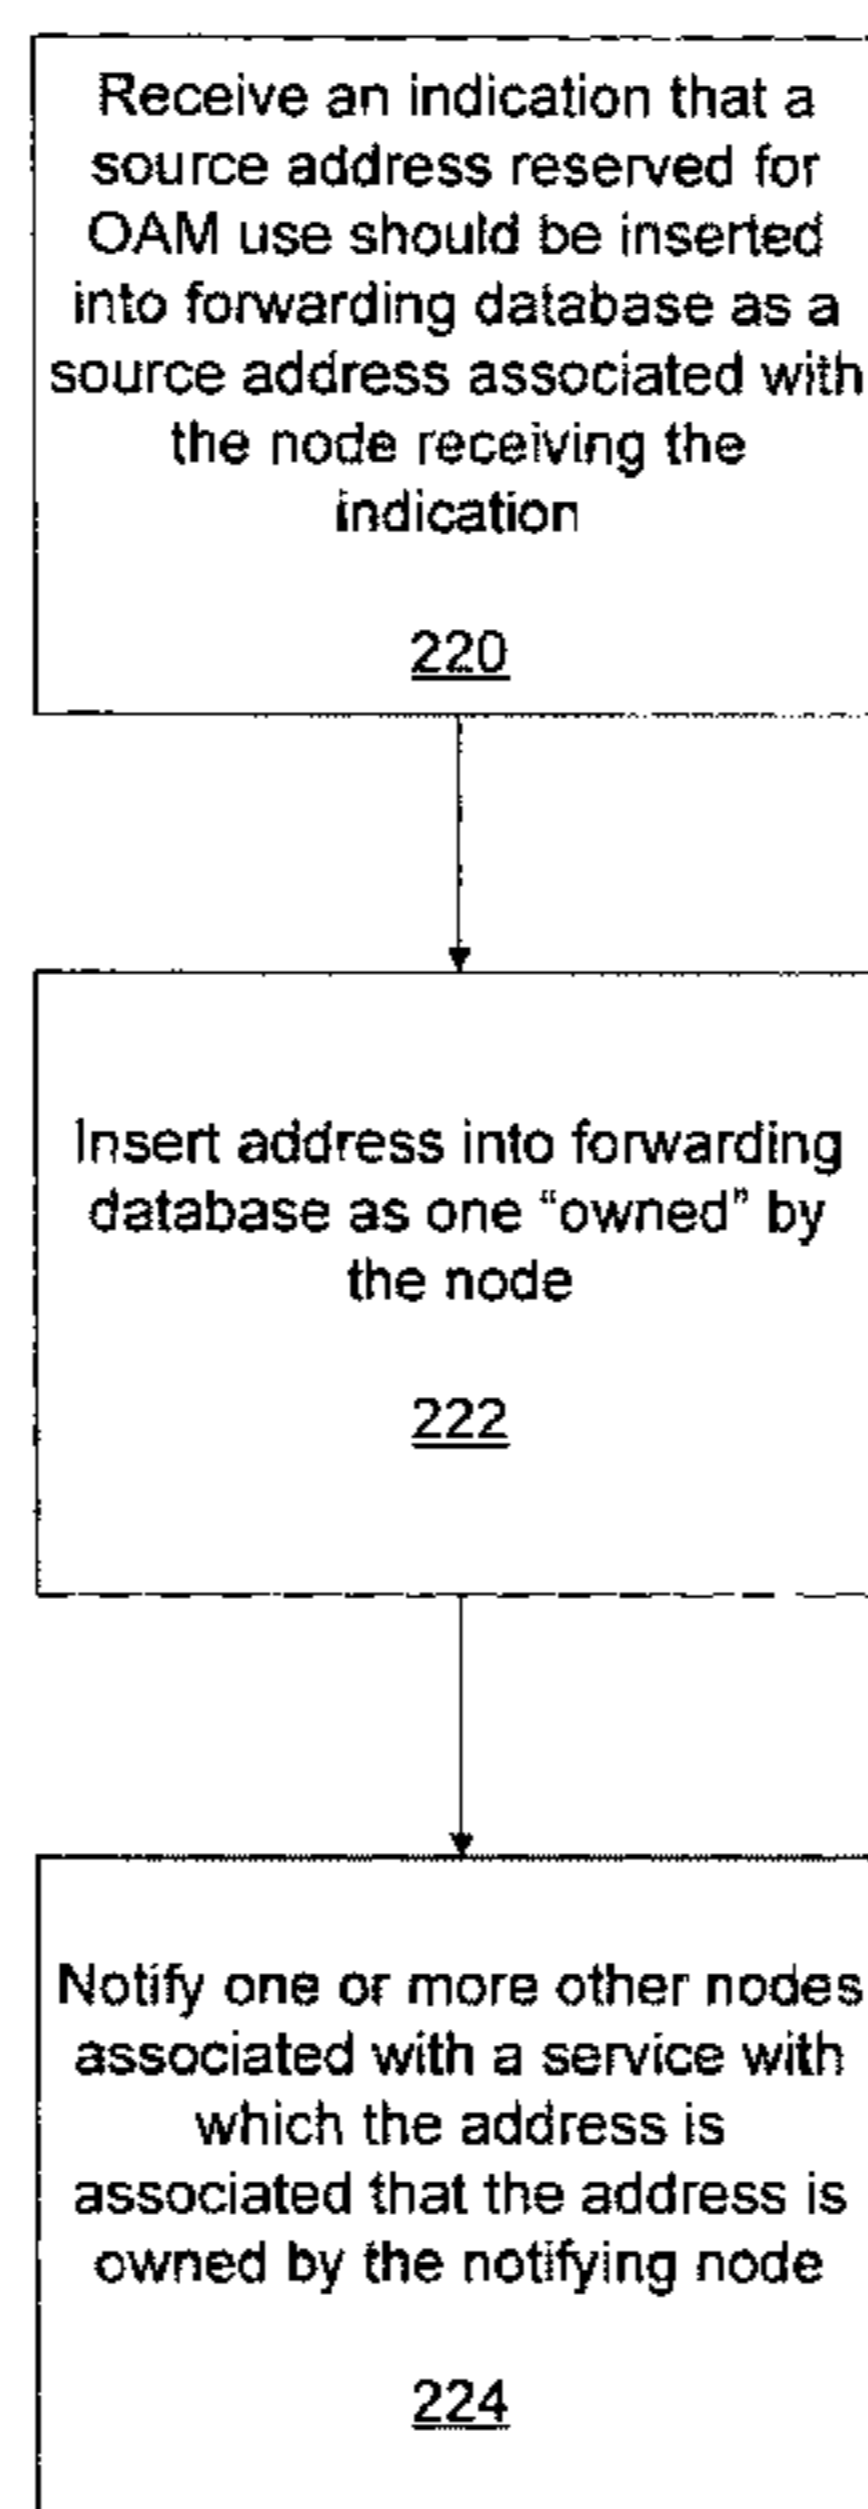 Receive an indication that a
source address reserved for
OAM use should be inserted
into forwarding database as a
source address associated with
the node receiving the
indication
220
Insert address into forwarding
database as one “owned” by
the node
222
Notify one or more other nodes
associated with a service with
which the address is
associated that the address is
owned by the notifying node
224